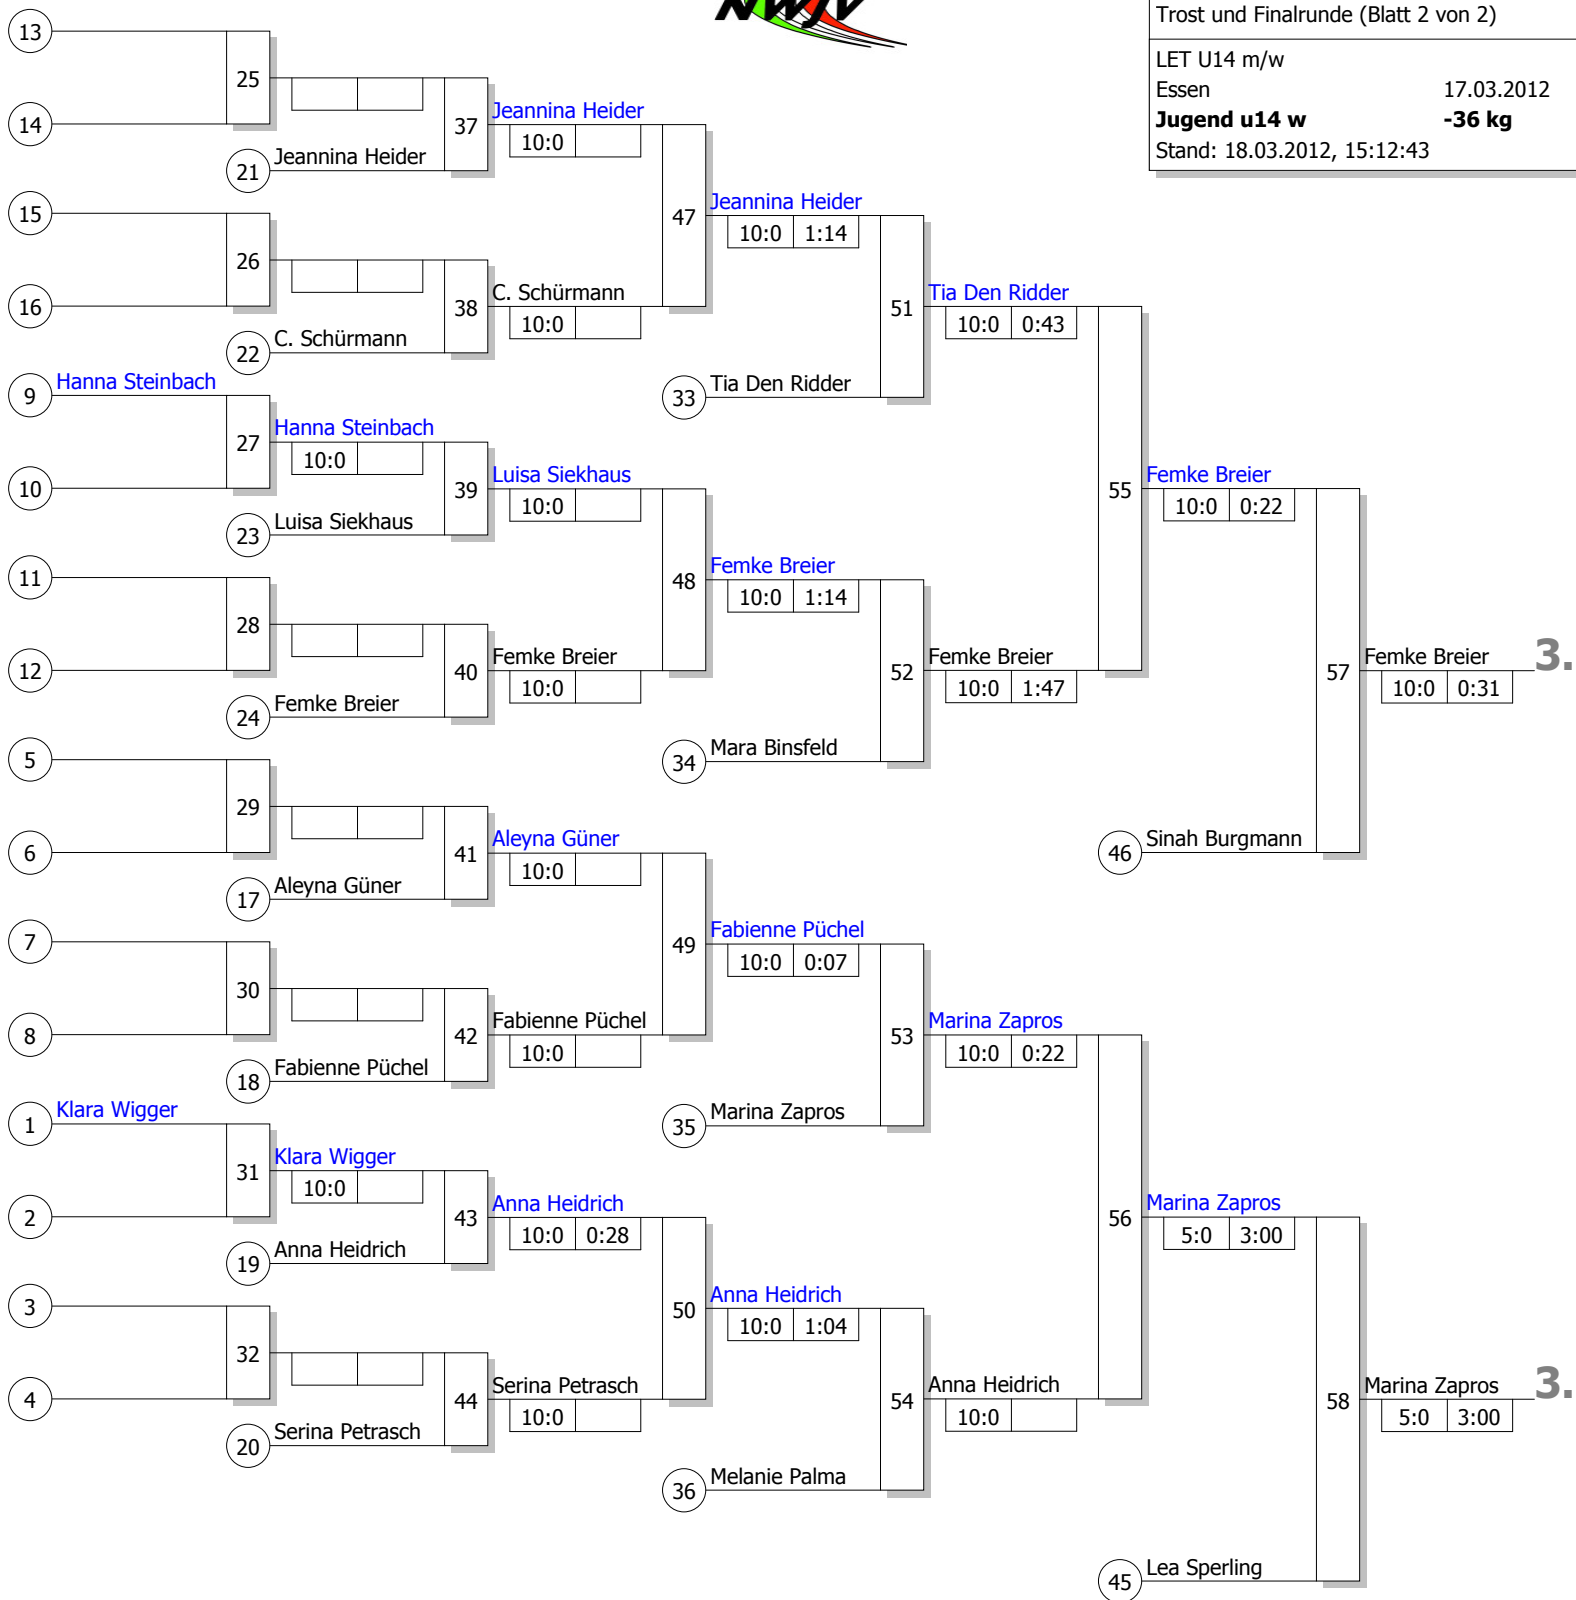 NWJV
Trost und Finalrunde (Blatt 2 von 2)
LET U14 m/w
Essen 17.03.2012
Jugend u14 w -36 kg
Stand: 18.03.2012, 15:12:43
13
25
14
37
Jeannina Heider
10:0
21
Jeannina Heider
15
47
Jeannina Heider
10:0 1:14
26
16
38
C. Schürmann
10:0
22
C. Schürmann
51
Tia Den Ridder
10:0 0:43
33
Tia Den Ridder
9
Hanna Steinbach
27
Hanna Steinbach
10:0
10
39
Luisa Siekhaus
10:0
23
Luisa Siekhaus
55
Femke Breier
10:0 0:22
11
48
Femke Breier
10:0 1:14
28
12
40
Femke Breier
10:0
24
Femke Breier
52
Femke Breier
10:0 1:47
34
Mara Binsfeld
57
Femke Breier
10:0 0:31
3.
5
29
6
41
Aleyna Güner
10:0
17
Aleyna Güner
46
Sinah Burgmann
7
49
Fabienne Püchel
10:0 0:07
30
8
42
Fabienne Püchel
10:0
18
Fabienne Püchel
53
Marina Zapros
10:0 0:22
35
Marina Zapros
1
Klara Wigger
31
Klara Wigger
10:0
2
43
Anna Heidrich
10:0 0:28
19
Anna Heidrich
56
Marina Zapros
5:0 3:00
3
50
Anna Heidrich
10:0 1:04
32
4
44
Serina Petrasch
10:0
20
Serina Petrasch
54
Anna Heidrich
10:0
36
Melanie Palma
58
Marina Zapros
5:0 3:00
3.
45
Lea Sperling